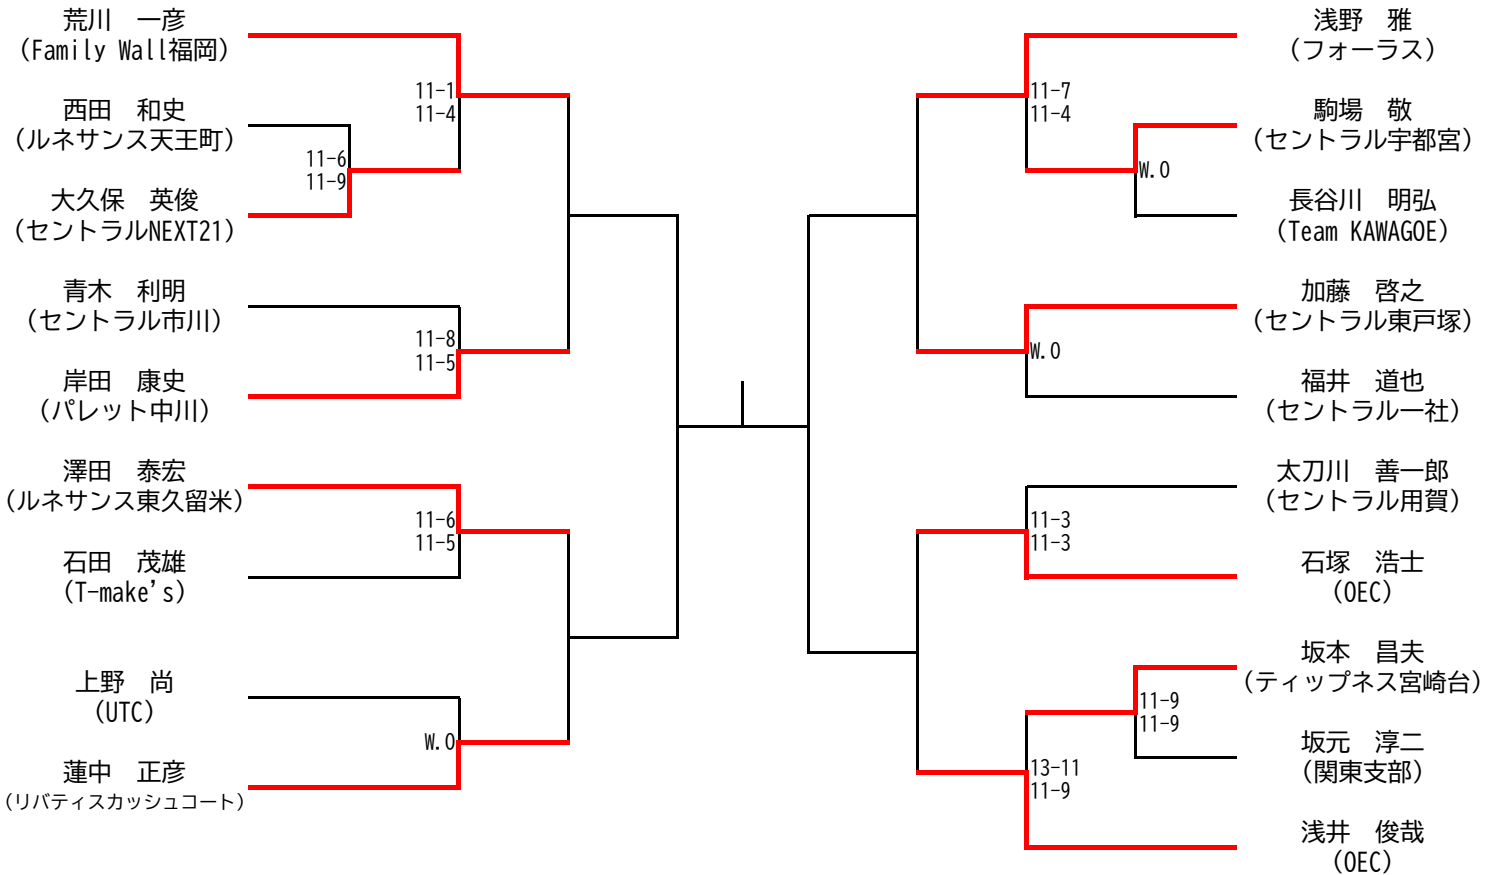 荒川　一彦
（Family Wall福岡）
西田　和史
（ルネサンス天王町）
大久保　英俊
（セントラルNEXT21）
青木　利明
（セントラル市川）
岸田　康史
（パレット中川）
澤田　泰宏
（ルネサンス東久留米）
石田　茂雄
（T-make's）
上野　尚
（UTC）
蓮中　正彦
（リバティスカッシュコート）
11-1
11-4
11-6
11-9
11-8
11-5
11-6
11-5
W.O
11-7
11-4
W.O
W.O
11-3
11-3
11-9
11-9
13-11
11-9
浅野　雅
（フォーラス）
駒場　敬
（セントラル宇都宮）
長谷川　明弘
（Team KAWAGOE）
加藤　啓之
（セントラル東戸塚）
福井　道也
（セントラル一社）
太刀川　善一郎
（セントラル用賀）
石塚　浩士
（OEC）
坂本　昌夫
（ティップネス宮崎台）
坂元　淳二
（関東支部）
浅井　俊哉
（OEC）